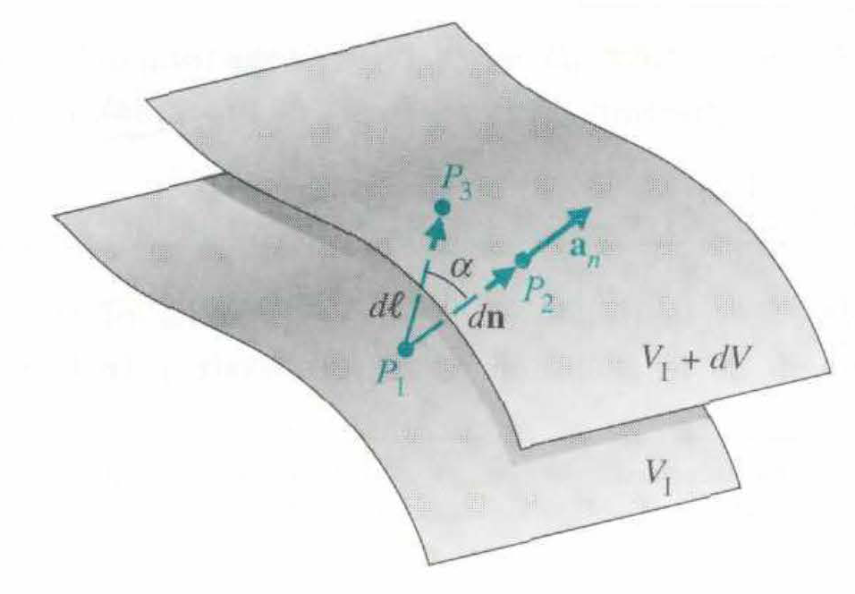 P₃
α
aₙ
P₂
dℓ
dn
P₁
V₁ + dV
V₁